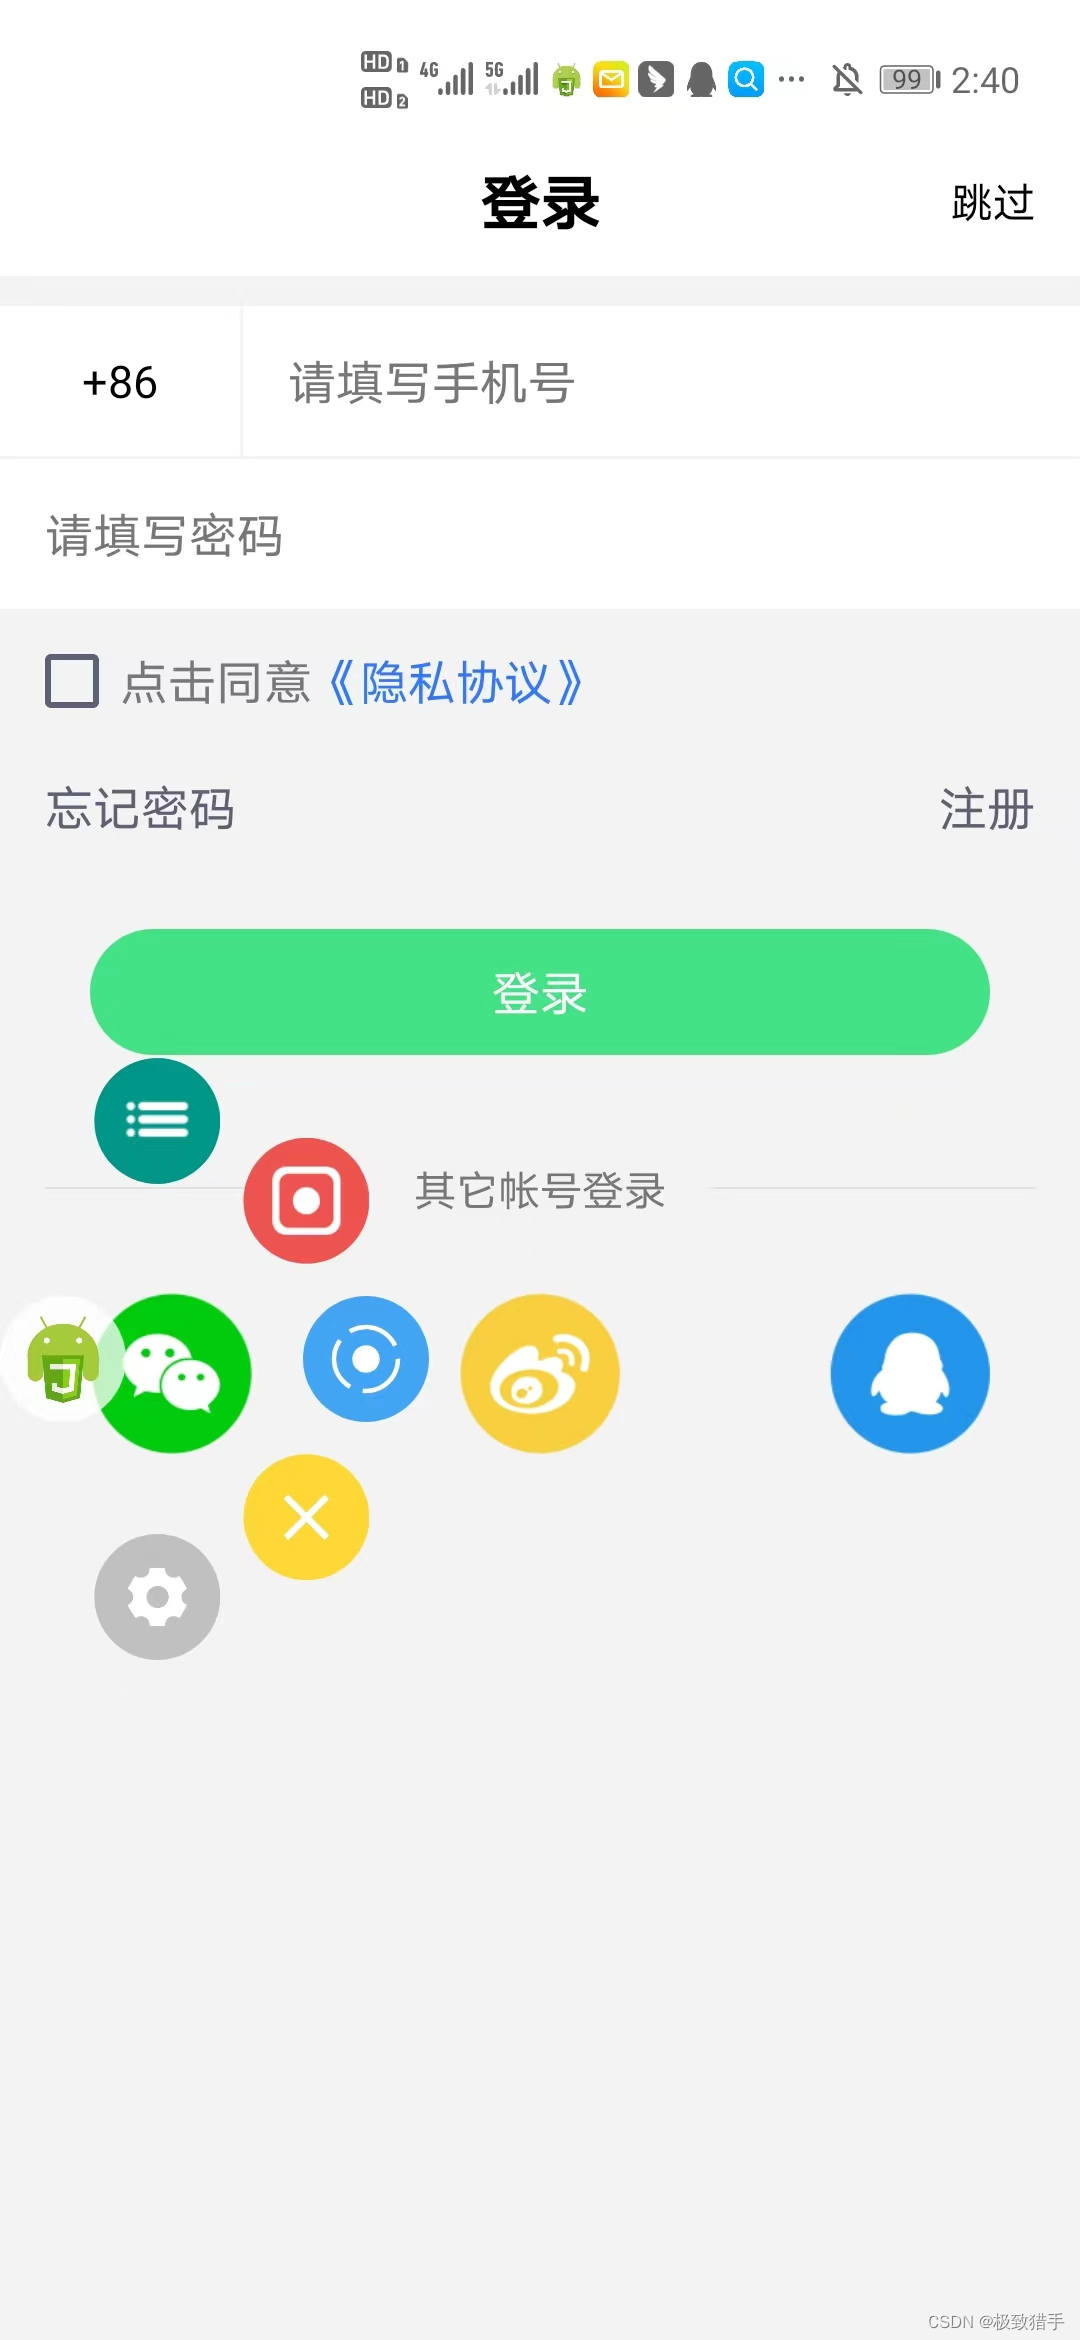 HD 1 4G 5G 99 2:40
HD 2
登录 跳过
+86 请填写手机号
请填写密码
点击同意《隐私协议》
忘记密码 注册
登录
其它帐号登录
CSDN @极致猎手